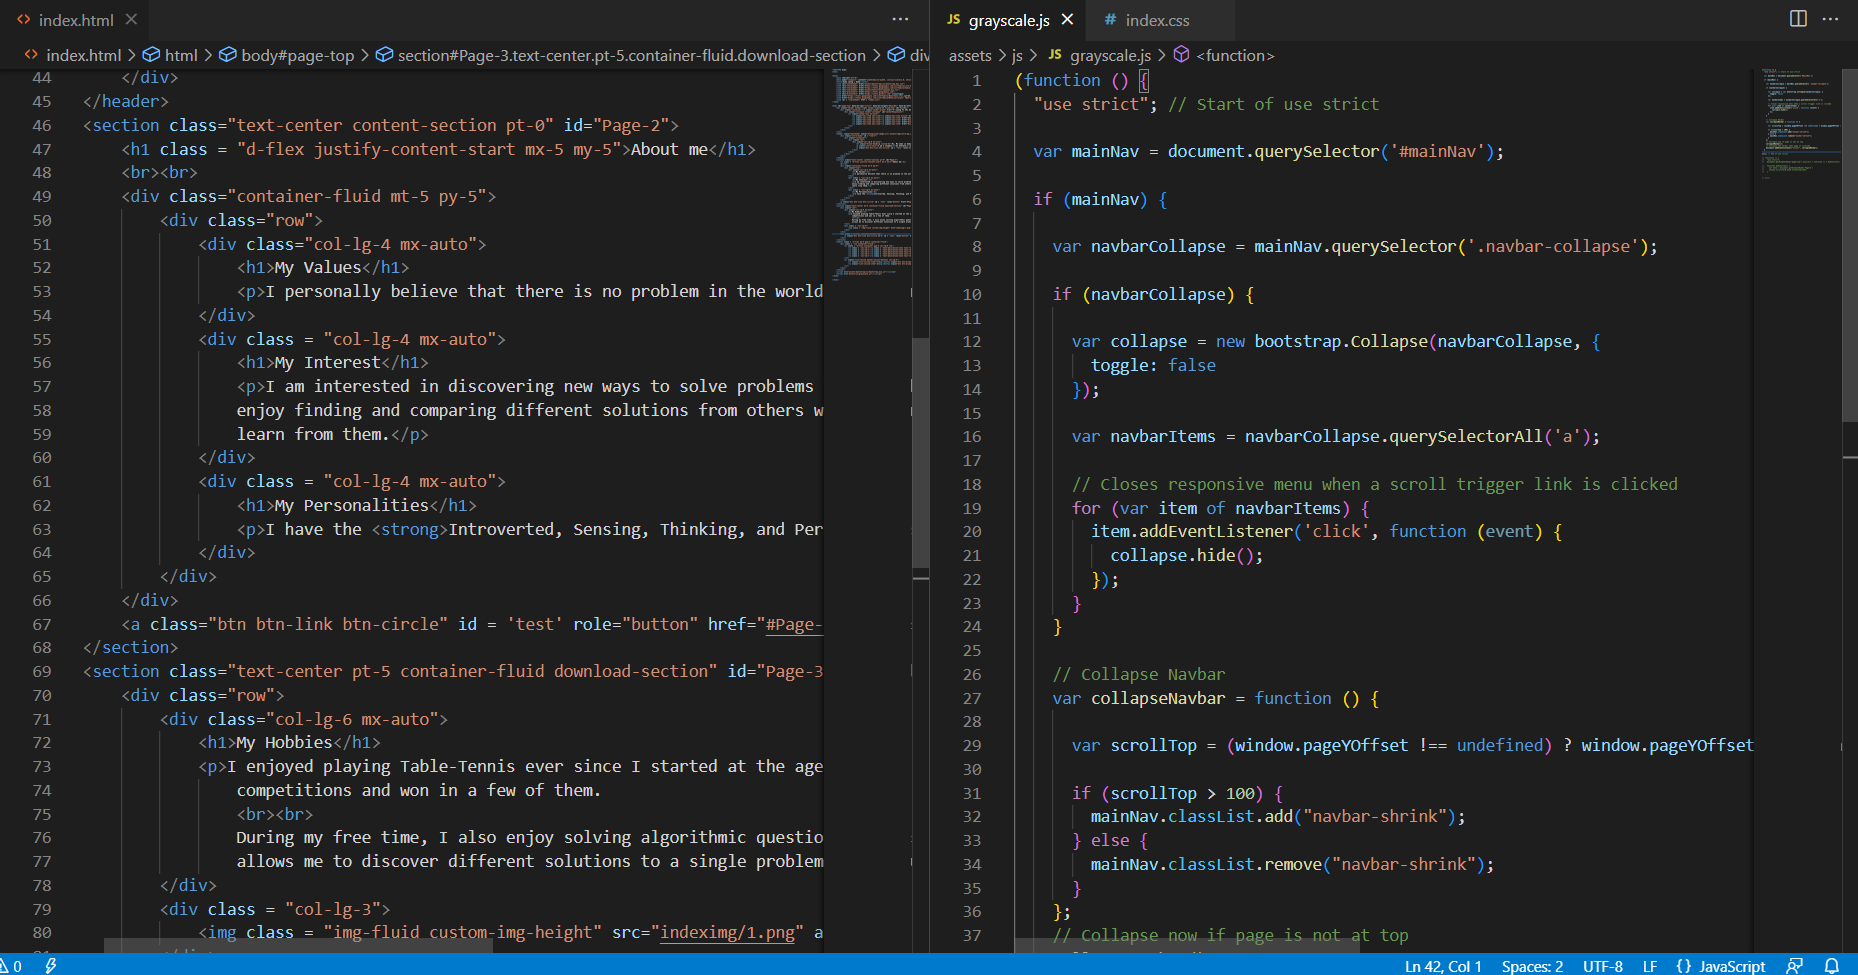 index.html
index.html > html > body#page-top > section#Page-3.text-center.pt-5.container-fluid.download-section > div
44 </div>
45 </header>
46 <section class="text-center content-section pt-0" id="Page-2">
47 <h1 class = "d-flex justify-content-start mx-5 my-5">About me</h1>
48 <br><br>
49 <div class="container-fluid mt-5 py-5">
50 <div class="row">
51 <div class="col-lg-4 mx-auto">
52 <h1>My Values</h1>
53 <p>I personally believe that there is no problem in the world
54 </div>
55 <div class = "col-lg-4 mx-auto">
56 <h1>My Interest</h1>
57 <p>I am interested in discovering new ways to solve problems
58 enjoy finding and comparing different solutions from others w
59 learn from them.</p>
60 </div>
61 <div class = "col-lg-4 mx-auto">
62 <h1>My Personalities</h1>
63 <p>I have the <strong>Introverted, Sensing, Thinking, and Per
64 </div>
65 </div>
66 </div>
67 <a class="btn btn-link btn-circle" id = 'test' role="button" href="#Page-
68 </section>
69 <section class="text-center pt-5 container-fluid download-section" id="Page-3
70 <div class="row">
71 <div class="col-lg-6 mx-auto">
72 <h1>My Hobbies</h1>
73 <p>I enjoyed playing Table-Tennis ever since I started at the age
74 competitions and won in a few of them.
75 <br><br>
76 During my free time, I also enjoy solving algorithmic questio
77 allows me to discover different solutions to a single problem
78 </div>
79 <div class = "col-lg-3">
80 <img class = "img-fluid custom-img-height" src="indeximg/1.png" a
JS grayscale.js
# index.css
assets > js > JS grayscale.js > <function>
1 (function () {
2 "use strict"; // Start of use strict
3
4 var mainNav = document.querySelector('#mainNav');
5
6 if (mainNav) {
7
8 var navbarCollapse = mainNav.querySelector('.navbar-collapse');
9
10 if (navbarCollapse) {
11
12 var collapse = new bootstrap.Collapse(navbarCollapse, {
13 toggle: false
14 });
15
16 var navbarItems = navbarCollapse.querySelectorAll('a');
17
18 // Closes responsive menu when a scroll trigger link is clicked
19 for (var item of navbarItems) {
20 item.addEventListener('click', function (event) {
21 collapse.hide();
22 });
23 }
24 }
25
26 // Collapse Navbar
27 var collapseNavbar = function () {
28
29 var scrollTop = (window.pageYOffset !== undefined) ? window.pageYOffset
30
31 if (scrollTop > 100) {
32 mainNav.classList.add("navbar-shrink");
33 } else {
34 mainNav.classList.remove("navbar-shrink");
35 }
36 };
37 // Collapse now if page is not at top
0
Ln 42, Col 1 Spaces: 2 UTF-8 LF {} JavaScript